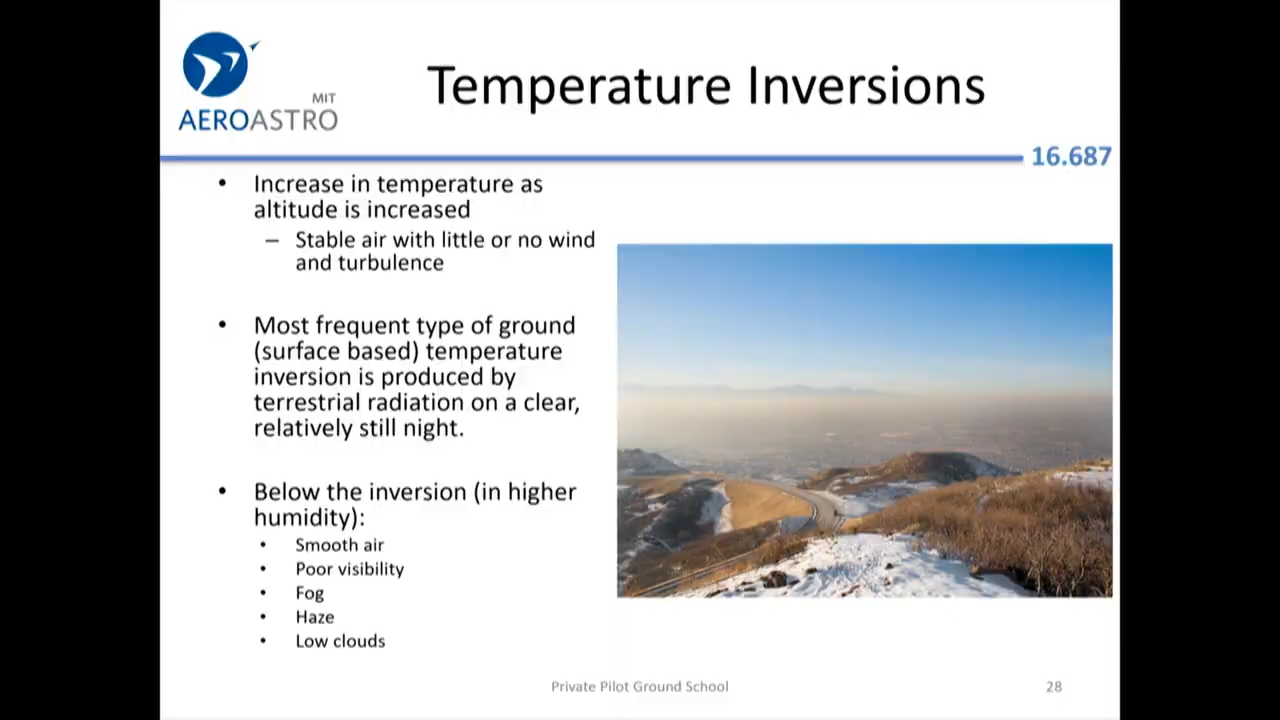 MIT
AEROASTRO
Temperature Inversions
16.687
• Increase in temperature as
altitude is increased
– Stable air with little or no wind
and turbulence
• Most frequent type of ground
(surface based) temperature
inversion is produced by
terrestrial radiation on a clear,
relatively still night.
• Below the inversion (in higher
humidity):
• Smooth air
• Poor visibility
• Fog
• Haze
• Low clouds
Private Pilot Ground School
28